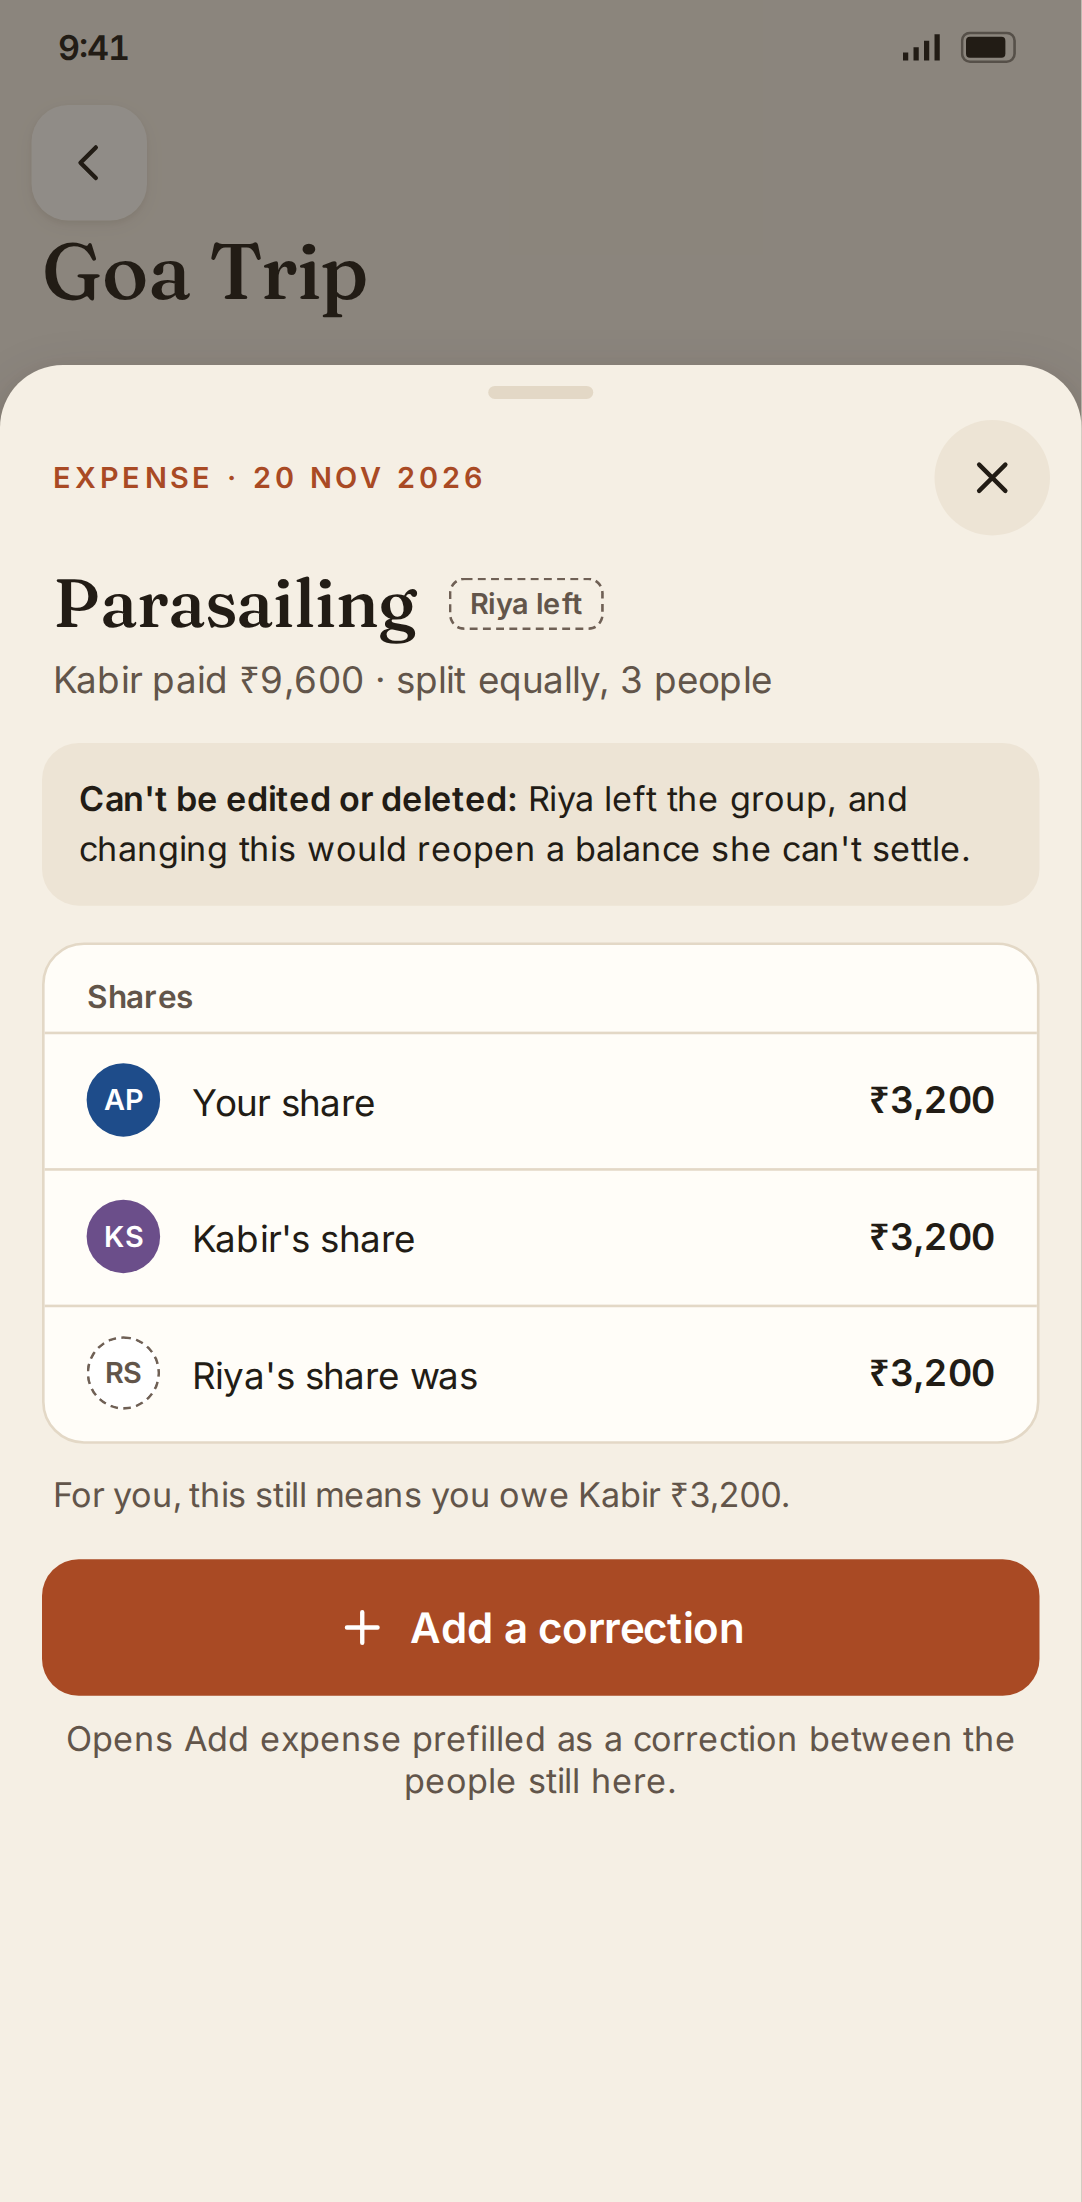 9:41
Goa Trip
EXPENSE · 20 NOV 2026
Parasailing
Riya left
Kabir paid ₹9,600 · split equally, 3 people
Can't be edited or deleted: Riya left the group, and
changing this would reopen a balance she can't settle.
Shares
AP Your share ₹3,200
KS Kabir's share ₹3,200
RS Riya's share was ₹3,200
For you, this still means you owe Kabir ₹3,200.
Add a correction
Opens Add expense prefilled as a correction between the
people still here.